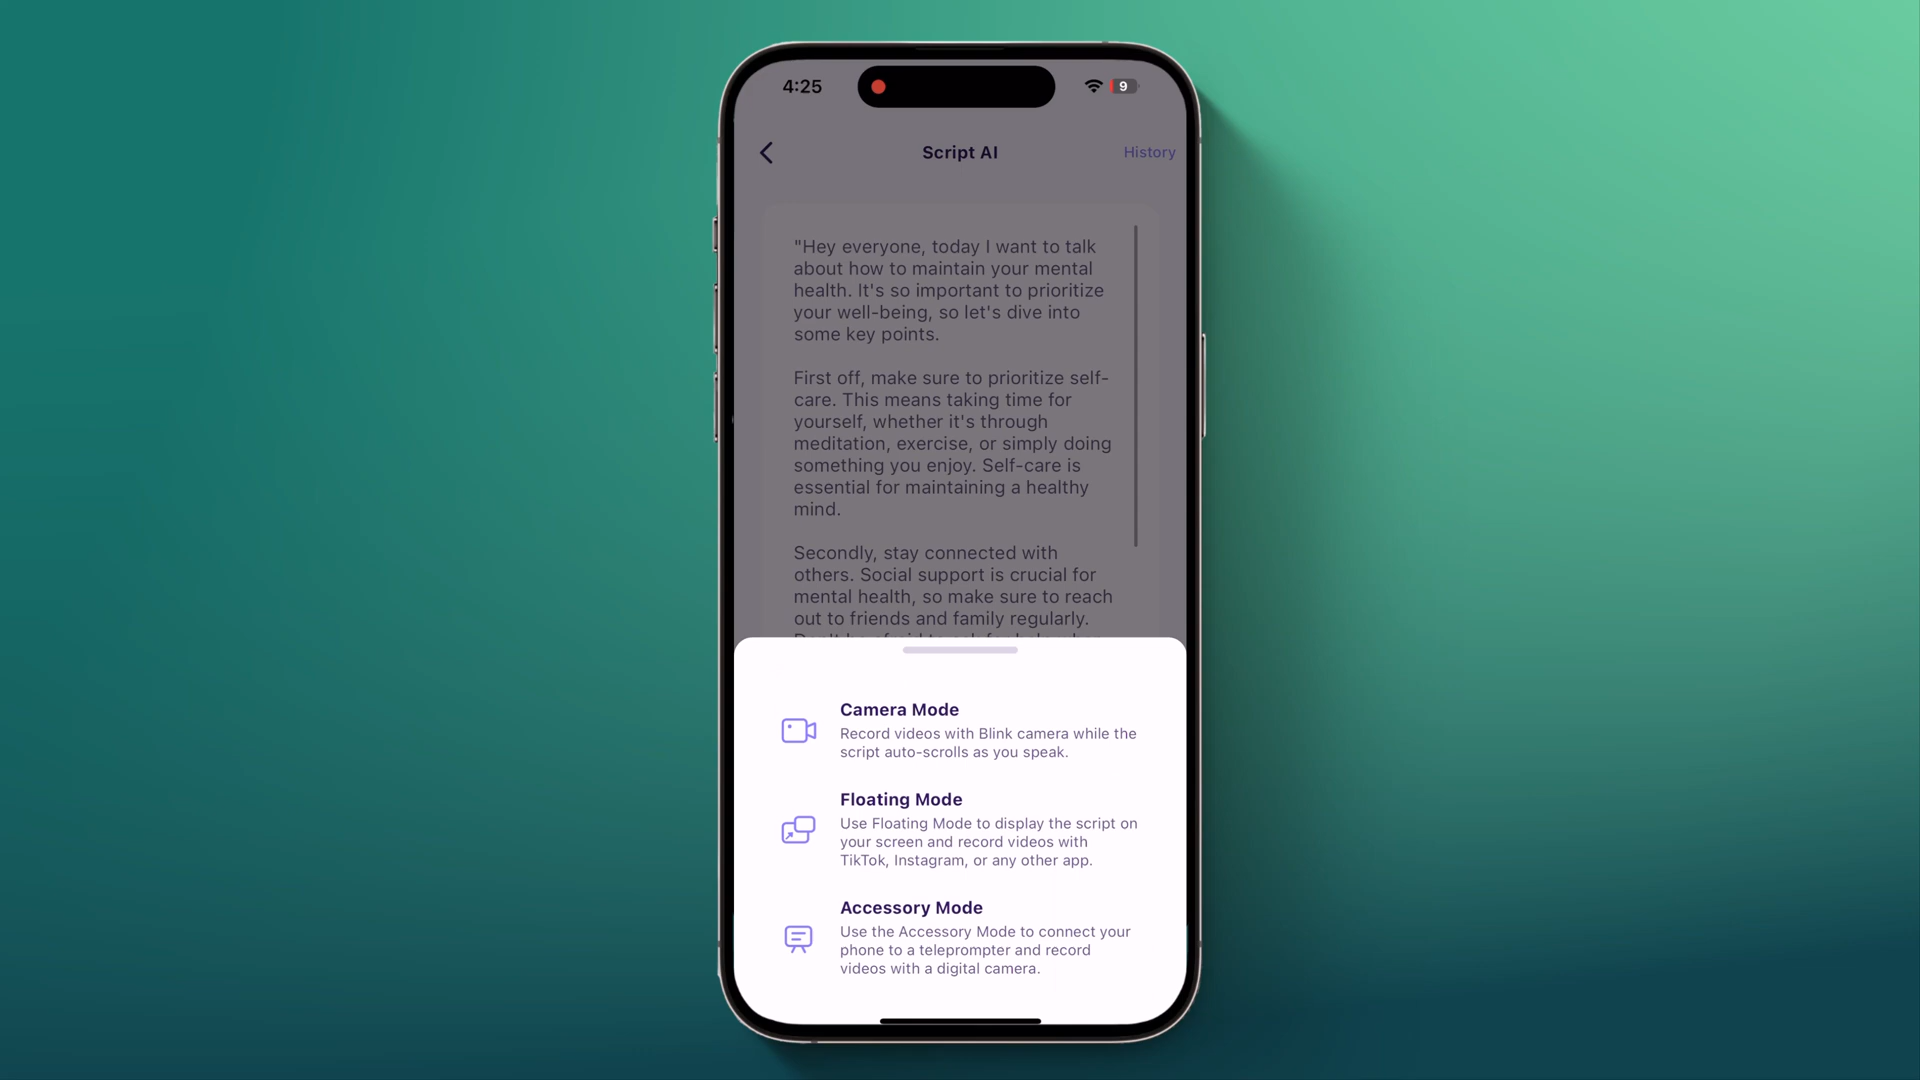 4:25
9
Script AI
History
"Hey everyone, today I want to talk
about how to maintain your mental
health. It's so important to prioritize
your well-being, so let's dive into
some key points.
First off, make sure to prioritize self-
care. This means taking time for
yourself, whether it's through
meditation, exercise, or simply doing
something you enjoy. Self-care is
essential for maintaining a healthy
mind.
Secondly, stay connected with
others. Social support is crucial for
mental health, so make sure to reach
out to friends and family regularly.
Camera Mode
Record videos with Blink camera while the
script auto-scrolls as you speak.
Floating Mode
Use Floating Mode to display the script on
your screen and record videos with
TikTok, Instagram, or any other app.
Accessory Mode
Use the Accessory Mode to connect your
phone to a teleprompter and record
videos with a digital camera.